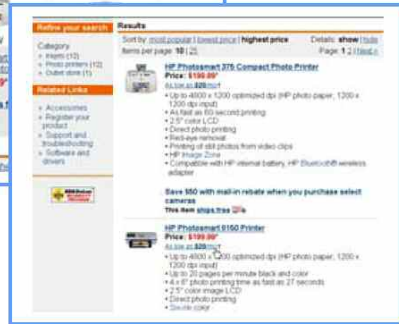 Refine your search
Category
» Inkjets (12)
» Photo printers (12)
» Outlet store (1)
Related Links
» Accessories
» Register your
product
» Support and
troubleshooting
» Software and
drivers
Results
Sort by: most popular | lowest price | highest price
Details: show | hide
Items per page: 10 | 25
Page: 1 2 | Next »
HP Photosmart 375 Compact Photo Printer
Price: $199.99*
As low as $20/mo†
• Up to 4800 x 1200 optimized dpi (HP photo paper, 1200 x
1200 dpi input)
• As fast as 60 second printing
• 2.5" color LCD
• Direct photo printing
• Red-eye removal
• Printing of still photos from video clips
• HP Image Zone
• Compatible with HP internal battery, HP Bluetooth® wireless
adapter
Save $50 with mail-in rebate when you purchase select
cameras
This item ships free
HP Photosmart 8150 Printer
Price: $199.99*
As low as $20/mo†
• Up to 4800 x 1200 optimized dpi (HP photo paper, 1200 x
1200 dpi input)
• Up to 20 pages per minute black and color
• 4 x 6" photo printing time as fast as 27 seconds
• 2.5" color image LCD
• Direct photo printing
• Six-ink color